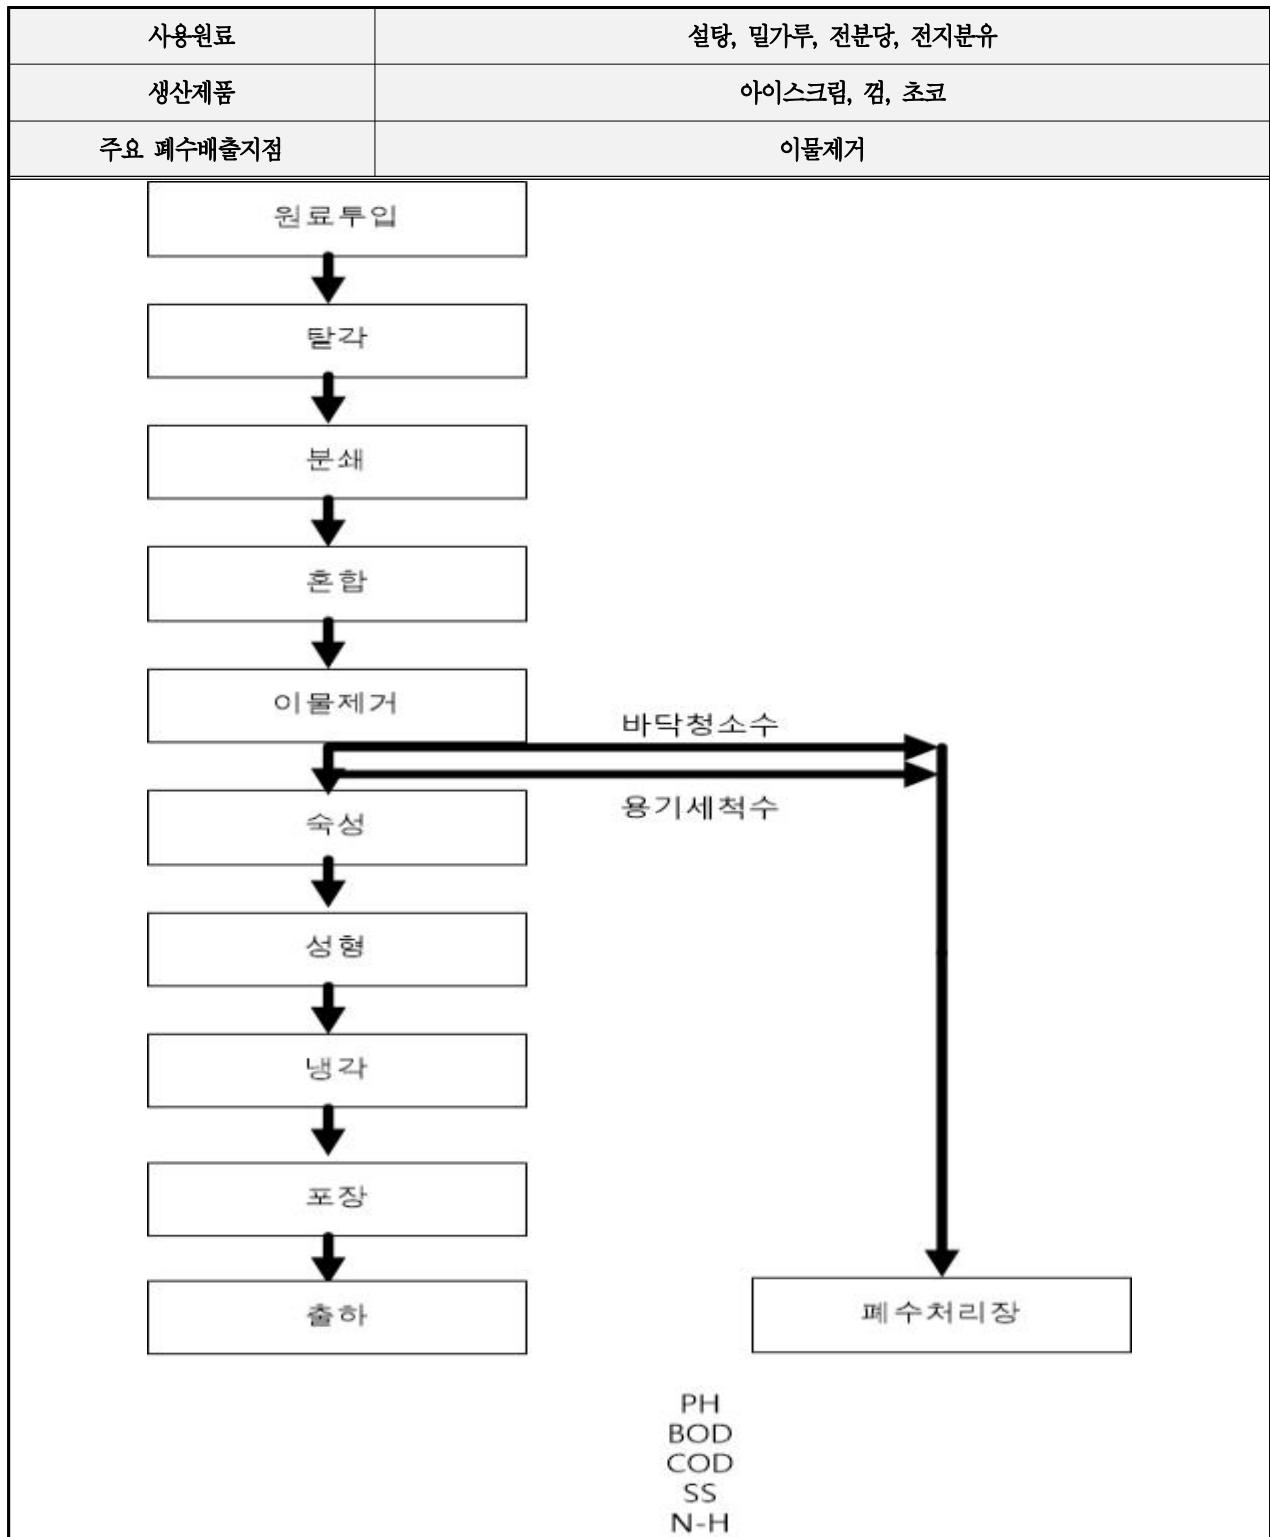 사용원료 설탕, 밀가루, 전분당, 전지분유
생산제품 아이스크림, 껌, 초코
주요 폐수배출지점 이물제거
원료투입
탈각
분쇄
혼합
이물제거
바닥청소수
용기세척수
숙성
성형
냉각
포장
출하
폐수처리장
PH
BOD
COD
SS
N-H